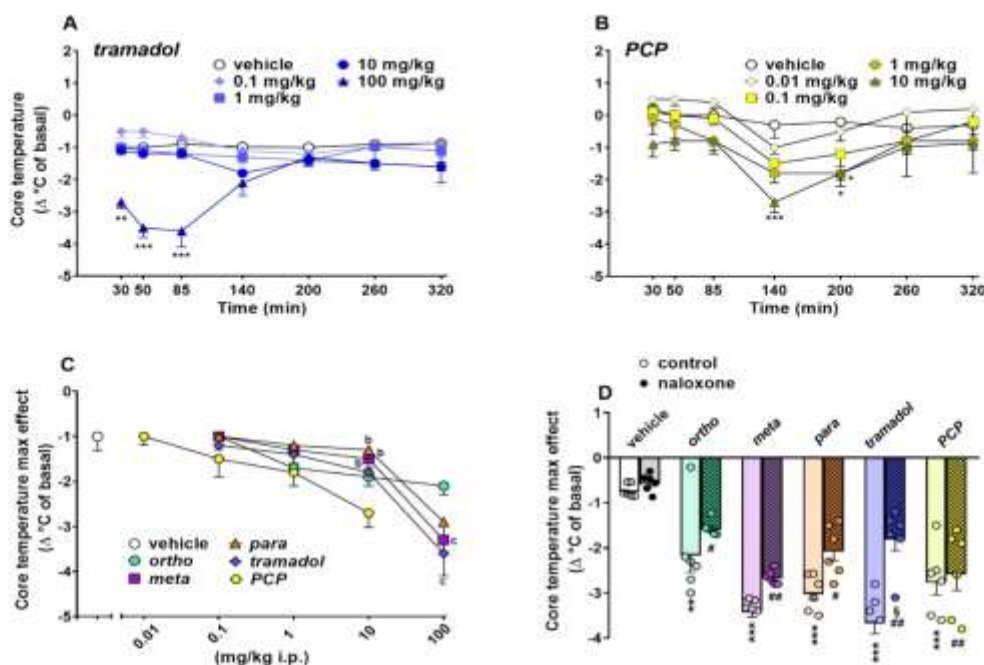 A
tramadol
vehicle
0.1 mg/kg
1 mg/kg
10 mg/kg
100 mg/kg
Core temperature
(Δ °C of basal)
2
1
0
-1
-2
-3
-4
-5
**
***
***
30 50 85 140 200 260 320
Time (min)
B
PCP
vehicle
0.01 mg/kg
0.1 mg/kg
1 mg/kg
10 mg/kg
Core temperature
(Δ °C of basal)
2
1
0
-1
-2
-3
-4
-5
***
*
*
30 50 85 140 200 260 320
Time (min)
C
Core temperature max effect
(Δ °C of basal)
0
-1
-2
-3
-4
-5
b
b
c
vehicle
ortho
meta
para
tramadol
PCP
0.01 0.1 1 10 100
(mg/kg i.p.)
D
control
naloxone
Core temperature max effect
(Δ °C of basal)
1
0
-1
-2
-3
-4
vehicle
ortho
meta
para
tramadol
PCP
**
#
***
##
***
#
***
§
##
***
##